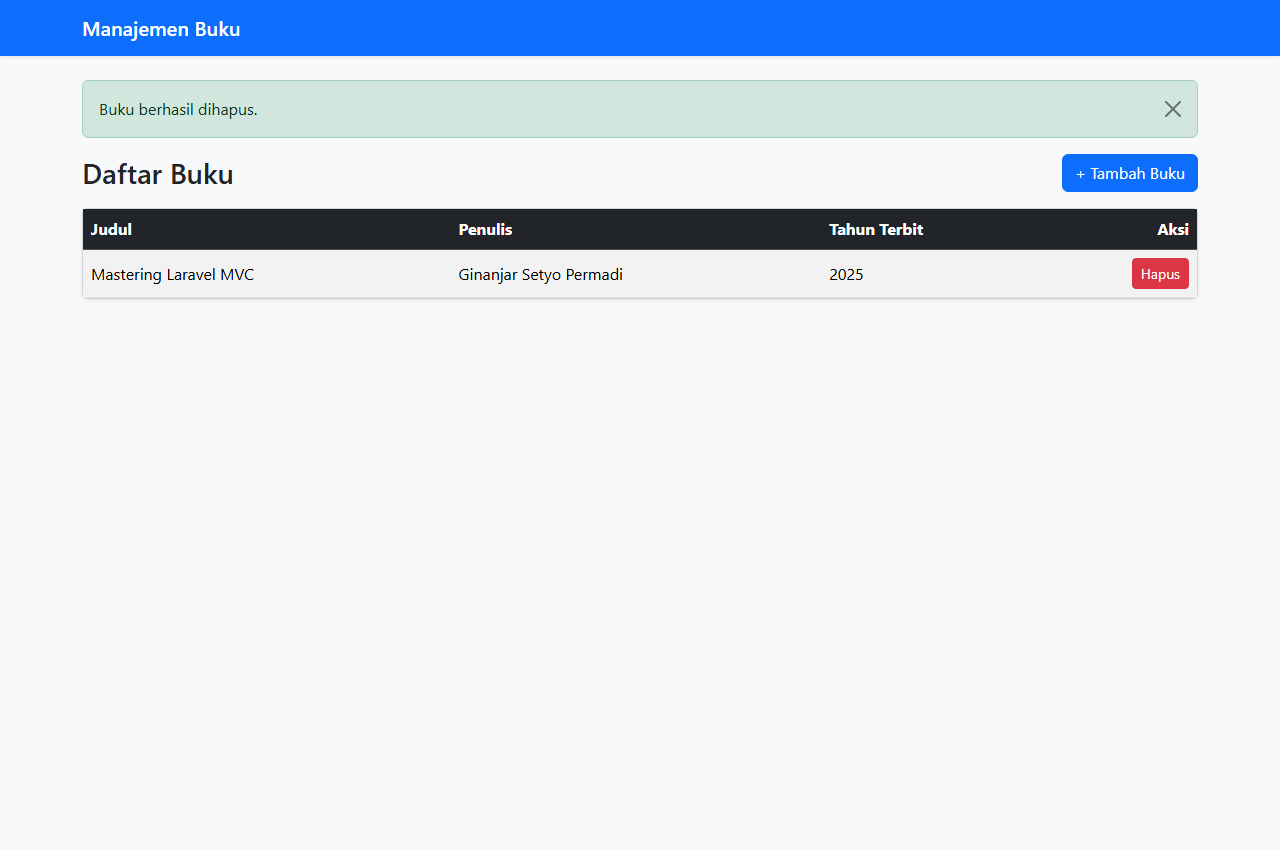 Manajemen Buku
Buku berhasil dihapus.
Daftar Buku
+ Tambah Buku
Judul Penulis Tahun Terbit Aksi
Mastering Laravel MVC Ginanjar Setyo Permadi 2025 Hapus